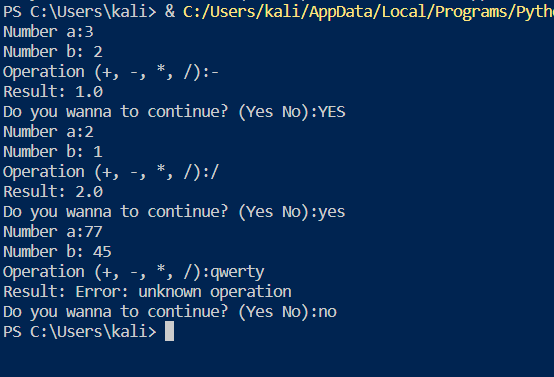 PS C:\Users\kali> & C:/Users/kali/AppData/Local/Programs/Pytho
Number a:3
Number b: 2
Operation (+, -, *, /):-
Result: 1.0
Do you wanna to continue? (Yes No):YES
Number a:2
Number b: 1
Operation (+, -, *, /):/
Result: 2.0
Do you wanna to continue? (Yes No):yes
Number a:77
Number b: 45
Operation (+, -, *, /):qwerty
Result: Error: unknown operation
Do you wanna to continue? (Yes No):no
PS C:\Users\kali>